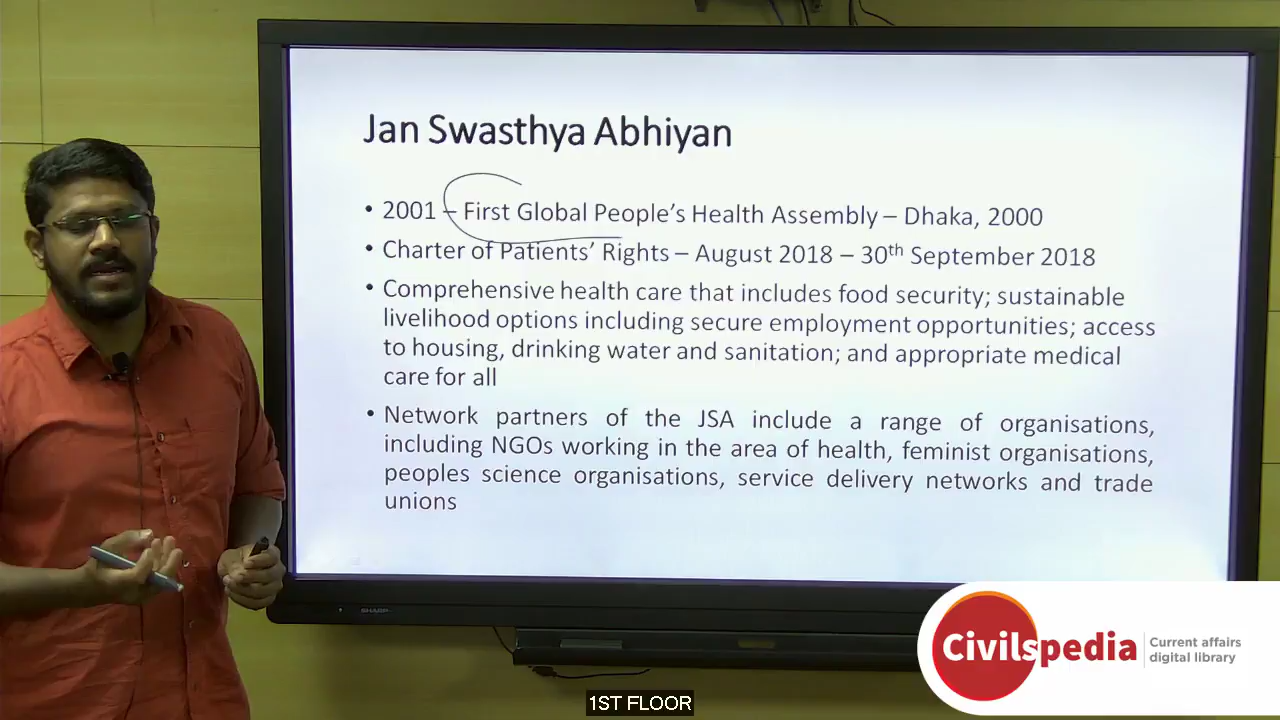 Jan Swasthya Abhiyan
• 2001 – First Global People's Health Assembly – Dhaka, 2000
• Charter of Patients' Rights – August 2018 – 30th September 2018
• Comprehensive health care that includes food security; sustainable
livelihood options including secure employment opportunities; access
to housing, drinking water and sanitation; and appropriate medical
care for all
• Network partners of the JSA include a range of organisations,
including NGOs working in the area of health, feminist organisations,
peoples science organisations, service delivery networks and trade
unions
SHARP
Civilspedia
Current affairs
digital library
1ST FLOOR